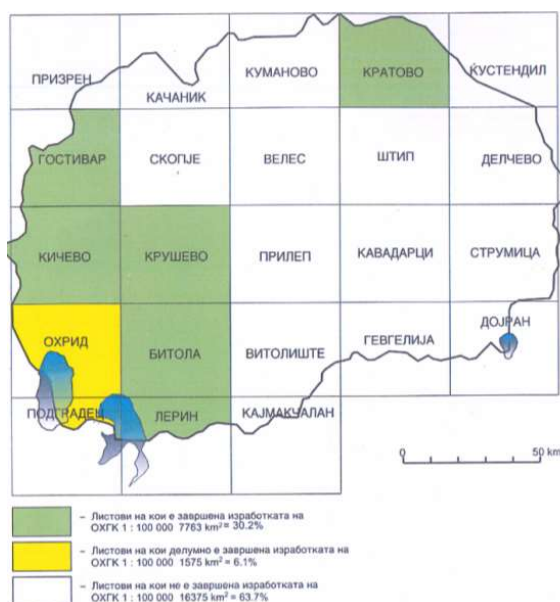 ПРИЗРЕН
КАЧАНИК
КУМАНОВО
КРАТОВО
ЌУСТЕНДИЛ
ГОСТИВАР
СКОПЈЕ
ВЕЛЕС
ШТИП
ДЕЛЧЕВО
КИЧЕВО
КРУШЕВО
ПРИЛЕП
КАВАДАРЦИ
СТРУМИЦА
ОХРИД
БИТОЛА
ВИТОЛИШТЕ
ГЕВГЕЛИЈА
ДОЈРАН
ПОДГРАДЕЦ
ЛЕРИН
КАЈМАКЧАЛАН
0 50 km
– Листови на кои е завршена изработката на
ОХГК 1 : 100 000 7763 km² = 30.2%
– Листови на кои делумно е завршена изработката на
ОХГК 1 : 100 000 1575 km² = 6.1%
– Листови на кои не е завршена изработката на
ОХГК 1 : 100 000 16375 km² = 63.7%